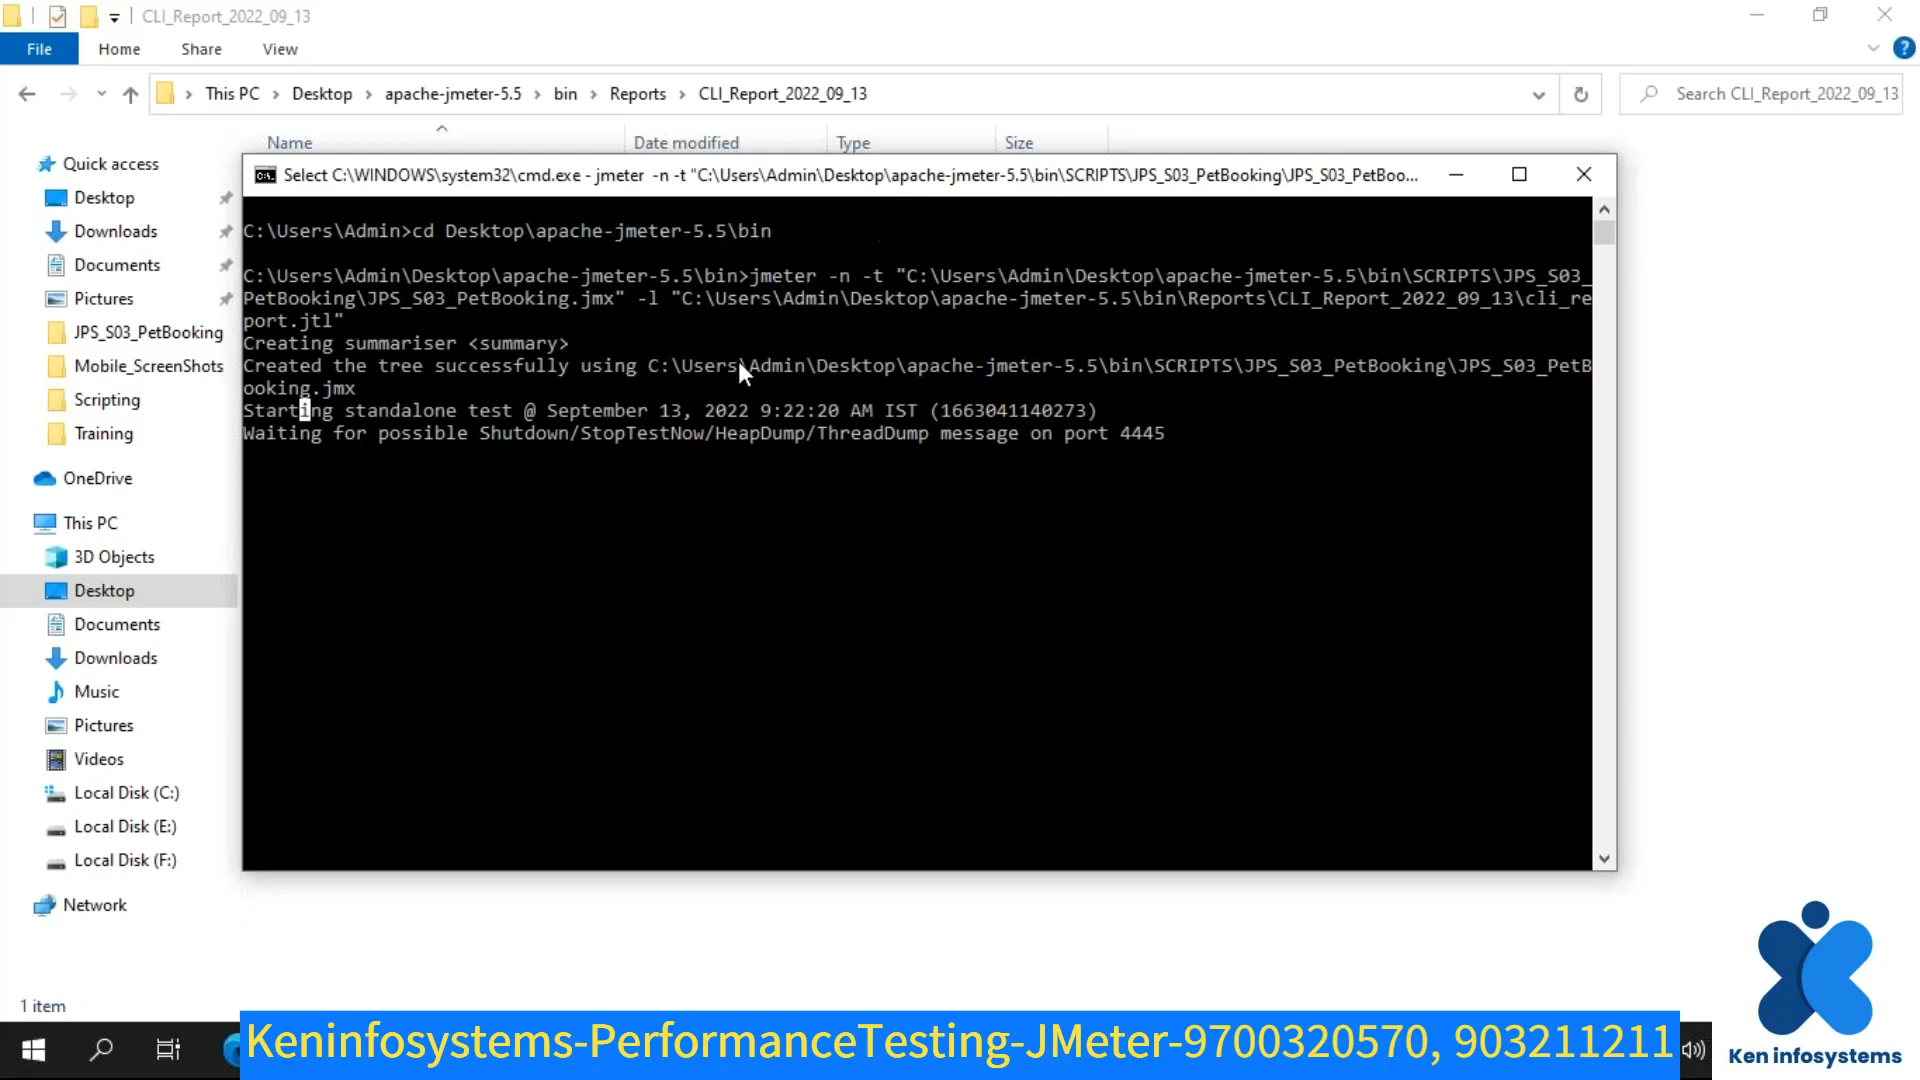 CLI_Report_2022_09_13
File
Home
Share
View
This PC
Desktop
apache-jmeter-5.5
bin
Reports
CLI_Report_2022_09_13
Search CLI_Report_2022_09_13
Name
Date modified
Type
Size
Quick access
Desktop
Downloads
Documents
Pictures
JPS_S03_PetBooking
Mobile_ScreenShots
Scripting
Training
OneDrive
This PC
3D Objects
Desktop
Documents
Downloads
Music
Pictures
Videos
Local Disk (C:)
Local Disk (E:)
Local Disk (F:)
Network
1 item
Select C:\WINDOWS\system32\cmd.exe - jmeter -n -t "C:\Users\Admin\Desktop\apache-jmeter-5.5\bin\SCRIPTS\JPS_S03_PetBooking\JPS_S03_PetBoo...
C:\Users\Admin>cd Desktop\apache-jmeter-5.5\bin
C:\Users\Admin\Desktop\apache-jmeter-5.5\bin>jmeter -n -t "C:\Users\Admin\Desktop\apache-jmeter-5.5\bin\SCRIPTS\JPS_S03_
PetBooking\JPS_S03_PetBooking.jmx" -l "C:\Users\Admin\Desktop\apache-jmeter-5.5\bin\Reports\CLI_Report_2022_09_13\cli_re
port.jtl"
Creating summariser <summary>
Created the tree successfully using C:\Users\Admin\Desktop\apache-jmeter-5.5\bin\SCRIPTS\JPS_S03_PetBooking\JPS_S03_PetB
ooking.jmx
Starting standalone test @ September 13, 2022 9:22:20 AM IST (1663041140273)
Waiting for possible Shutdown/StopTestNow/HeapDump/ThreadDump message on port 4445
Keninfosystems-PerformanceTesting-JMeter-9700320570, 903211211
Ken infosystems